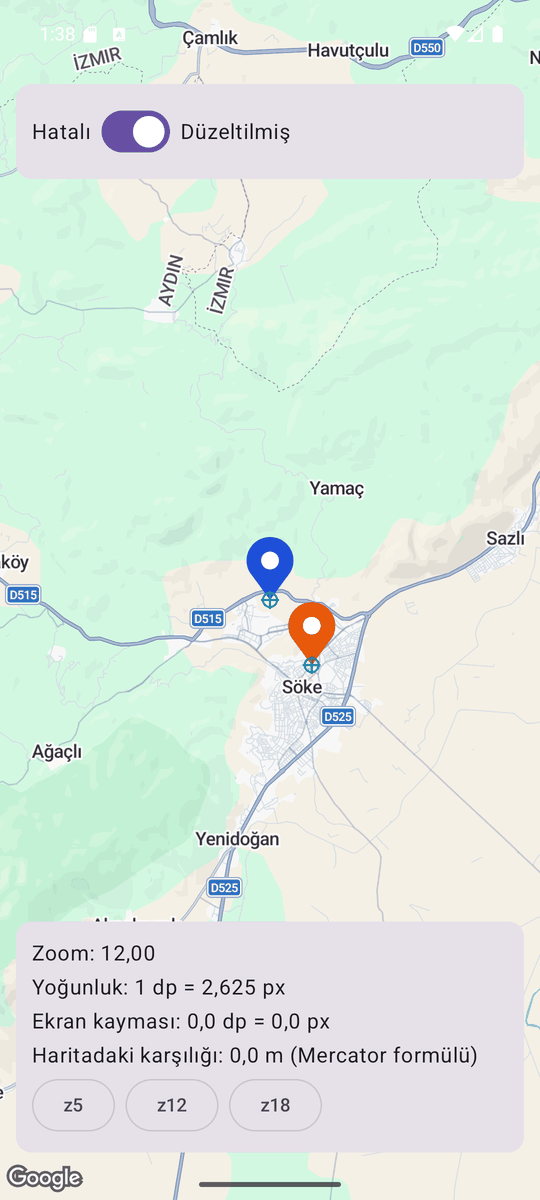 1:38
Çamlık
Havutçulu
D550
İZMIR
N
Hatalı
Düzeltilmiş
AYDIN
İZMIR
Yamaç
Sazlı
köy
D515
D515
Söke
D525
Ağaçlı
Yenidoğan
D525
Zoom: 12,00
Yoğunluk: 1 dp = 2,625 px
Ekran kayması: 0,0 dp = 0,0 px
Haritadaki karşılığı: 0,0 m (Mercator formülü)
z5
z12
z18
Google